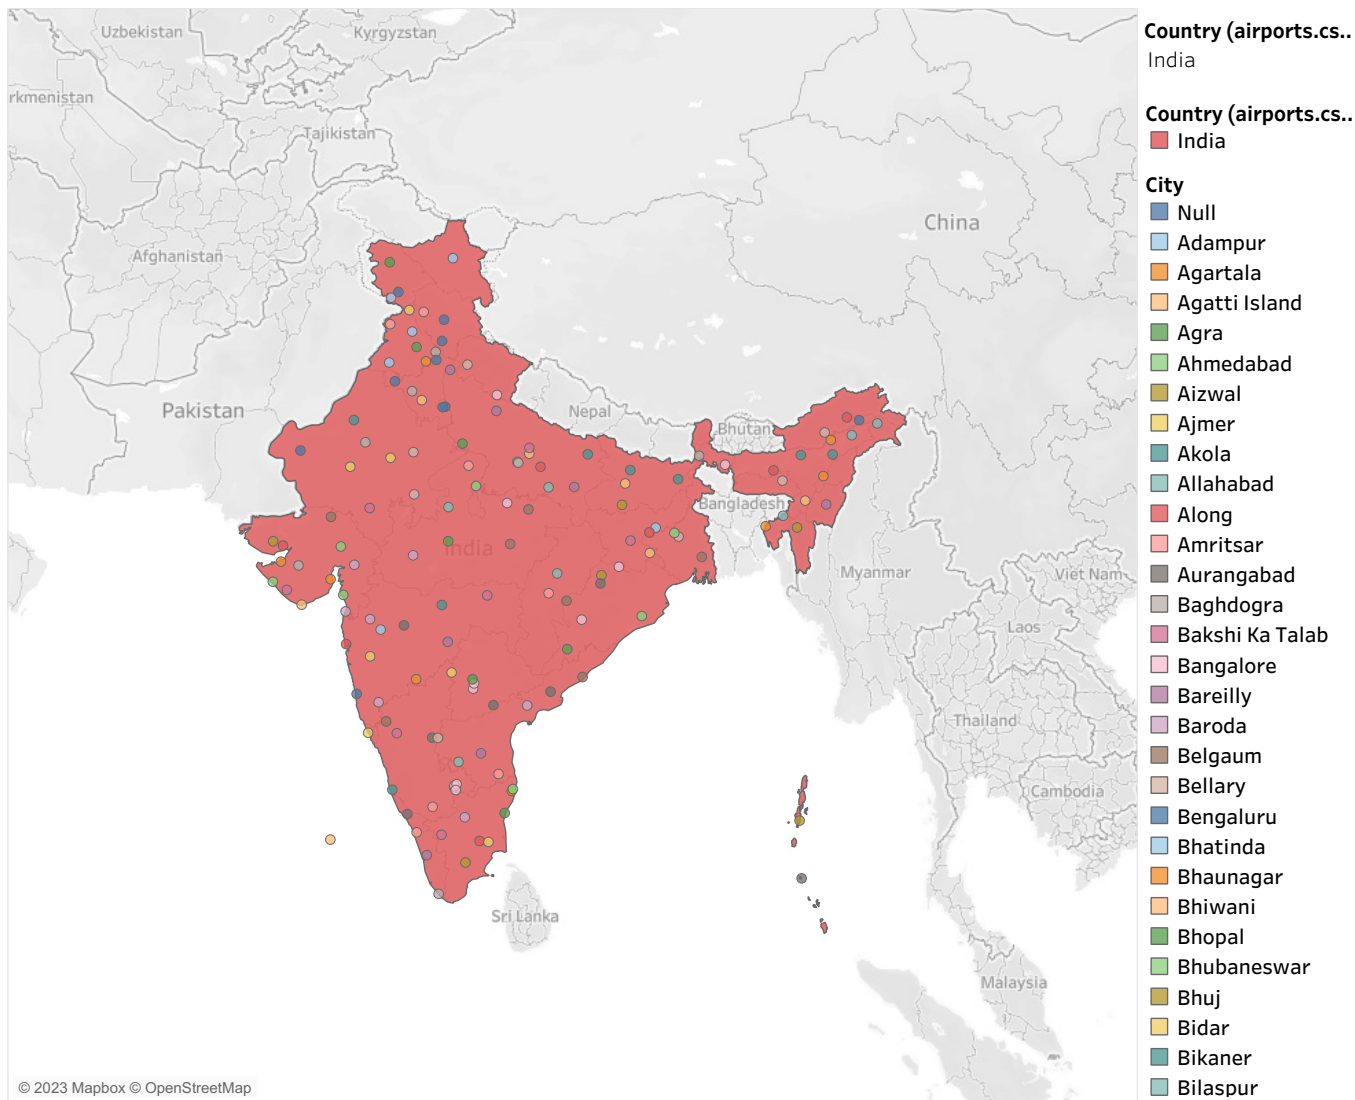 Uzbekistan
Kyrgyzstan
rkmenistan
Tajikistan
Afghanistan
China
Pakistan
Nepal
Bhutan
Bangladesh
India
Myanmar
Viet Nam
Laos
Thailand
Cambodia
Sri Lanka
Malaysia
© 2023 Mapbox © OpenStreetMap
Country (airports.cs..
India
Country (airports.cs..
India
City
Null
Adampur
Agartala
Agatti Island
Agra
Ahmedabad
Aizwal
Ajmer
Akola
Allahabad
Along
Amritsar
Aurangabad
Baghdogra
Bakshi Ka Talab
Bangalore
Bareilly
Baroda
Belgaum
Bellary
Bengaluru
Bhatinda
Bhaunagar
Bhiwani
Bhopal
Bhubaneswar
Bhuj
Bidar
Bikaner
Bilaspur